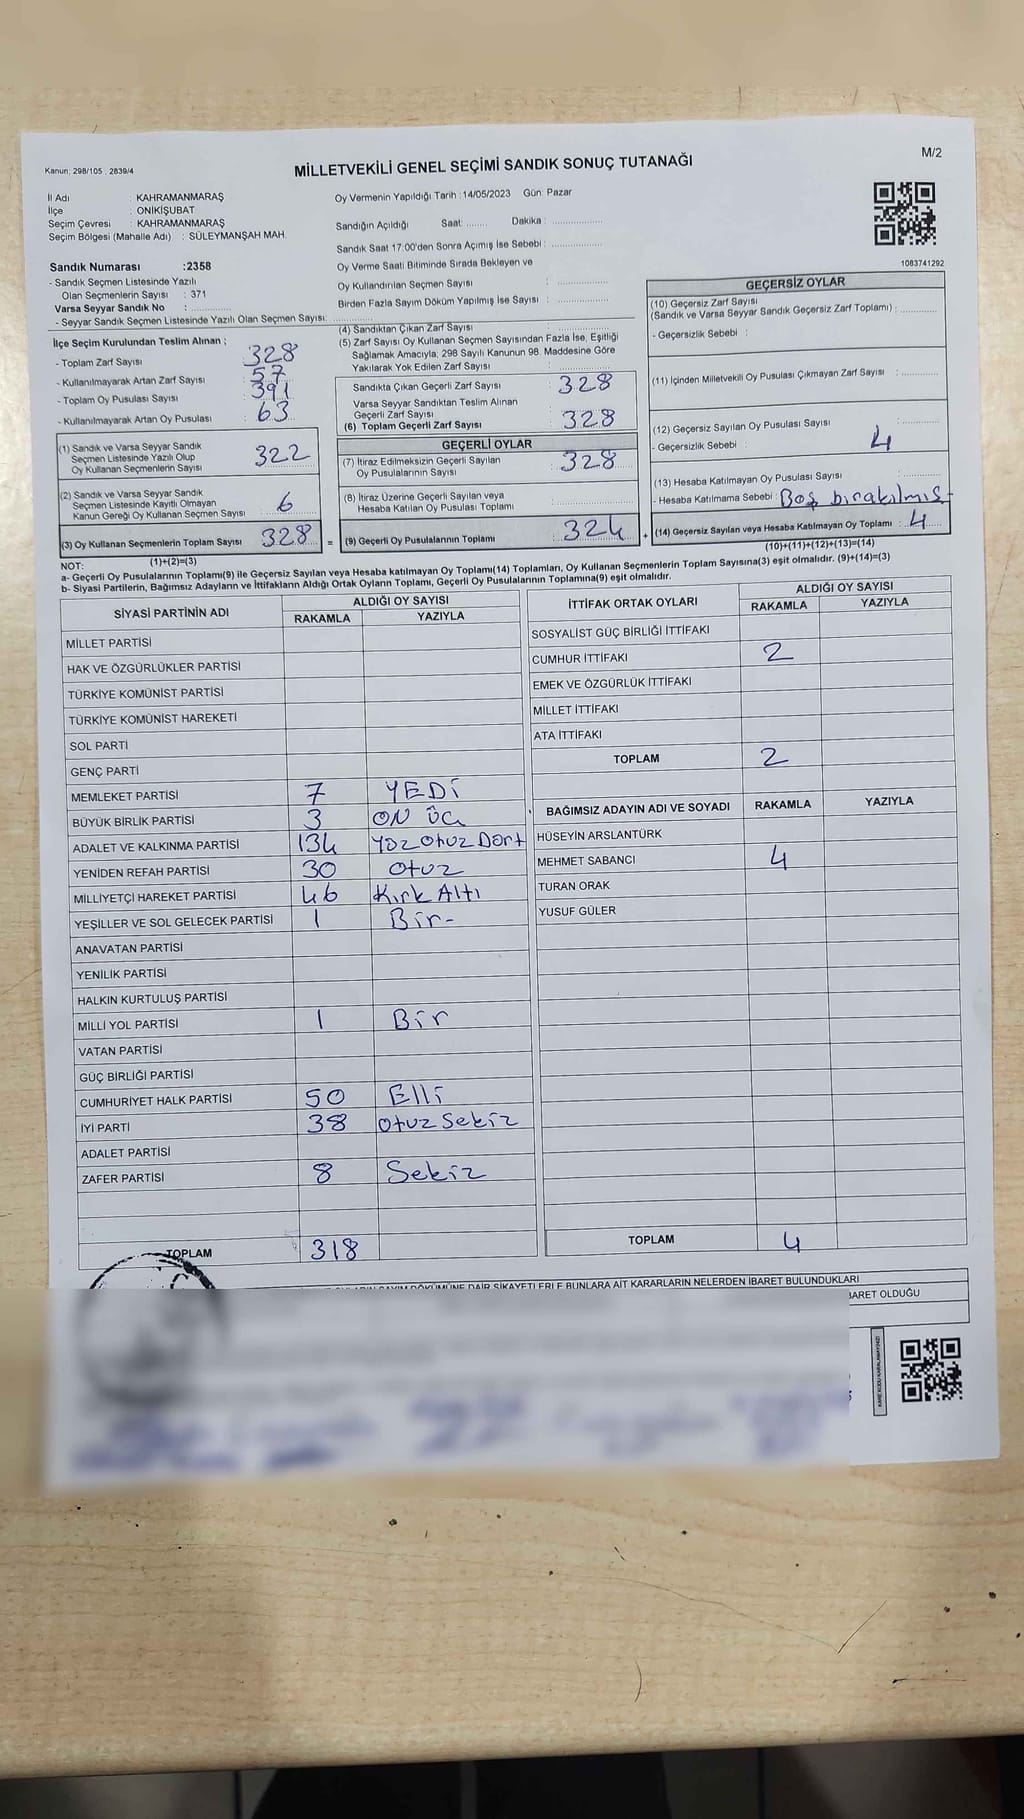 Kanun: 298/105 , 2839/4
MİLLETVEKİLİ GENEL SEÇİMİ SANDIK SONUÇ TUTANAĞI
M/2
İl Adı : KAHRAMANMARAŞ
İlçe : ONİKİŞUBAT
Seçim Çevresi : KAHRAMANMARAŞ
Seçim Bölgesi (Mahalle Adı) : SÜLEYMANŞAH MAH.
Sandık Numarası :2358
- Sandık Seçmen Listesinde Yazılı
Olan Seçmenlerin Sayısı : 371
Varsa Seyyar Sandık No :
- Seyyar Sandık Seçmen Listesinde Yazılı Olan Seçmen Sayısı:
Oy Vermenin Yapıldığı Tarih :14/05/2023 Gün: Pazar
Sandığın Açıldığı Saat: Dakika :
Sandık Saat 17:00'den Sonra Açımış İse Sebebi :
Oy Verme Saati Bitiminde Sırada Bekleyen ve
Oy Kullandırılan Seçmen Sayısı :
Birden Fazla Sayım Döküm Yapılmış İse Sayısı :
1083741292
İlçe Seçim Kurulundan Teslim Alınan ;
- Toplam Zarf Sayısı : 328
- Kullanılmayarak Artan Zarf Sayısı : 57
- Toplam Oy Pusulası Sayısı : 391
- Kullanılmayarak Artan Oy Pusulası : 63
(1) Sandık ve Varsa Seyyar Sandık
Seçmen Listesinde Yazılı Olup
Oy Kullanan Seçmenlerin Sayısı 322
(2) Sandık ve Varsa Seyyar Sandık
Seçmen Listesinde Kayıtlı Olmayan
Kanun Gereği Oy Kullanan Seçmen Sayısı 6
(3) Oy Kullanan Seçmenlerin Toplam Sayısı 328 =
(1)+(2)=(3)
(4) Sandıktan Çıkan Zarf Sayısı :
(5) Zarf Sayısı Oy Kullanan Seçmen Sayısından Fazla İse, Eşitliği
Sağlamak Amacıyla, 298 Sayılı Kanunun 98. Maddesine Göre
Yakılarak Yok Edilen Zarf Sayısı :
Sandıkta Çıkan Geçerli Zarf Sayısı : 328
Varsa Seyyar Sandıktan Teslim Alınan
Geçerli Zarf Sayısı
(6) Toplam Geçerli Zarf Sayısı : 328
GEÇERLİ OYLAR
(7) İtiraz Edilmeksizin Geçerli Sayılan
Oy Pusulalarının Sayısı : 328
(8) İtiraz Üzerine Geçerli Sayılan veya
Hesaba Katılan Oy Pusulası Toplamı :
(9) Geçerli Oy Pusulalarının Toplamı : 324 +
GEÇERSİZ OYLAR
(10) Geçersiz Zarf Sayısı
(Sandık ve Varsa Seyyar Sandık Geçersiz Zarf Toplamı) :
- Geçersizlik Sebebi :
(11) İçinden Milletvekili Oy Pusulası Çıkmayan Zarf Sayısı :
(12) Geçersiz Sayılan Oy Pusulası Sayısı :
- Geçersizlik Sebebi : 4
(13) Hesaba Katılmayan Oy Pusulası Sayısı :
- Hesaba Katılmama Sebebi : Boş bırakılmış
(14) Geçersiz Sayılan veya Hesaba Katılmayan Oy Toplamı : 4
(10)+(11)+(12)+(13)=(14)
NOT:
a- Geçerli Oy Pusulalarının Toplamı(9) ile Geçersiz Sayılan veya Hesaba katılmayan Oy Toplamı(14) Toplamları, Oy Kullanan Seçmenlerin Toplam Sayısına(3) eşit olmalıdır. (9)+(14)=(3)
b- Siyasi Partilerin, Bağımsız Adayların ve İttifakların Aldığı Ortak Oyların Toplamı, Geçerli Oy Pusulalarının Toplamına(9) eşit olmalıdır.
SİYASİ PARTİNİN ADI ALDIĞI OY SAYISI
RAKAMLA YAZIYLA
MİLLET PARTİSİ
HAK VE ÖZGÜRLÜKLER PARTİSİ
TÜRKİYE KOMÜNİST PARTİSİ
TÜRKİYE KOMÜNİST HAREKETİ
SOL PARTİ
GENÇ PARTİ
MEMLEKET PARTİSİ 7 YEDİ
BÜYÜK BİRLİK PARTİSİ 3 ON ÜÇ
ADALET VE KALKINMA PARTİSİ 134 Yüz Otuz Dört
YENİDEN REFAH PARTİSİ 30 Otuz
MİLLİYETÇİ HAREKET PARTİSİ 46 Kırk Altı
YEŞİLLER VE SOL GELECEK PARTİSİ 1 Bir-
ANAVATAN PARTİSİ
YENİLİK PARTİSİ
HALKIN KURTULUŞ PARTİSİ
MİLLİ YOL PARTİSİ 1 Bir
VATAN PARTİSİ
GÜÇ BİRLİĞİ PARTİSİ
CUMHURİYET HALK PARTİSİ 50 Elli
İYİ PARTİ 38 Otuz Sekiz
ADALET PARTİSİ
ZAFER PARTİSİ 8 Sekiz
TOPLAM 318
İTTİFAK ORTAK OYLARI ALDIĞI OY SAYISI
RAKAMLA YAZIYLA
SOSYALİST GÜÇ BİRLİĞİ İTTİFAKI
CUMHUR İTTİFAKI 2
EMEK VE ÖZGÜRLÜK İTTİFAKI
MİLLET İTTİFAKI
ATA İTTİFAKI
TOPLAM 2
BAĞIMSIZ ADAYIN ADI VE SOYADI RAKAMLA YAZIYLA
HÜSEYİN ARSLANTÜRK
MEHMET SABANCI 4
TURAN ORAK
YUSUF GÜLER
TOPLAM 4
DÖKÜMÜNE DAİR ŞİKAYETLERLE BUNLARA AİT KARARLARIN NELERDEN İBARET BULUNDUKLARI
BARET OLDUĞU